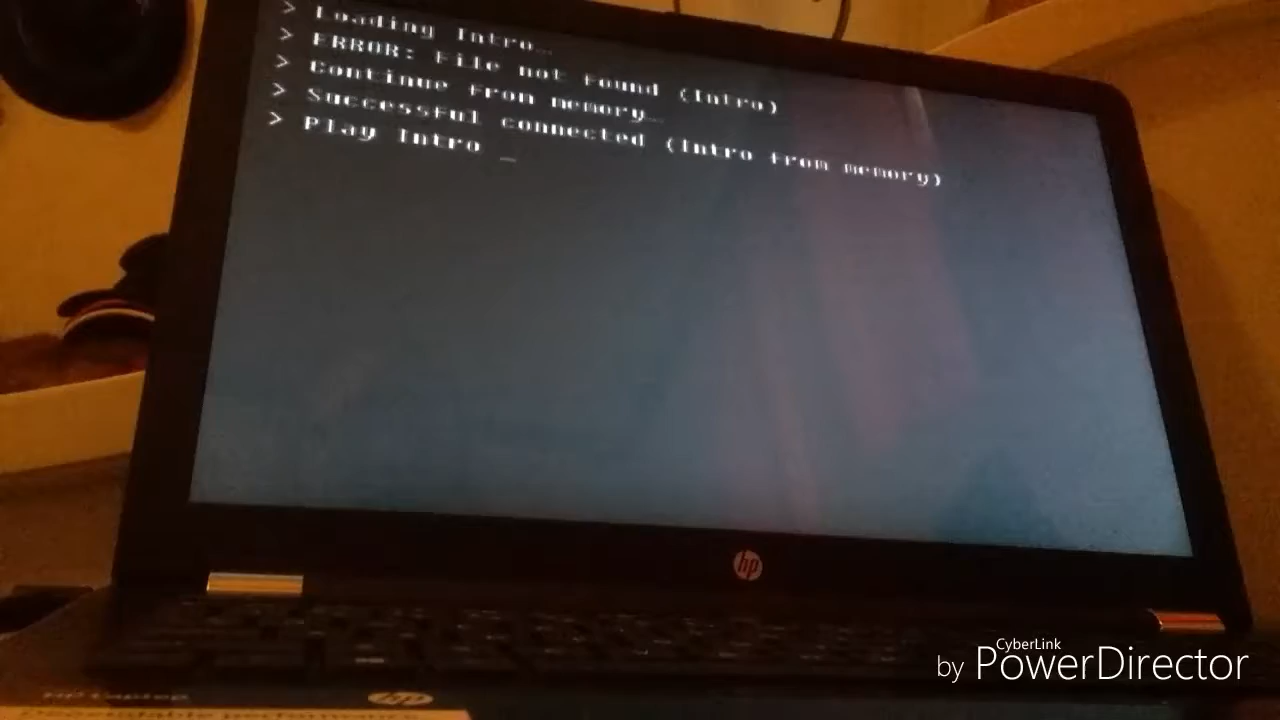 > Loading Intro...
> ERROR: File not found (Intro)
> Continue from memory...
> Successful connected (Intro from memory)
> Play Intro _
hp
hp
CyberLink
by PowerDirector